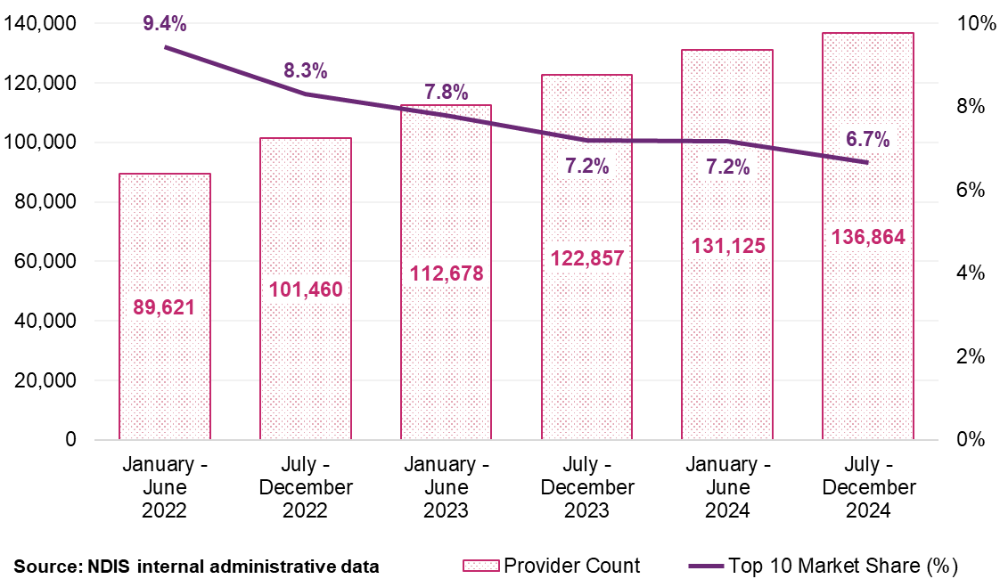 140,000
120,000
100,000
80,000
60,000
40,000
20,000
0
10%
8%
6%
4%
2%
0%
9.4%
8.3%
7.8%
7.2%
7.2%
6.7%
89,621
101,460
112,678
122,857
131,125
136,864
January -
June
2022
July -
December
2022
January -
June
2023
July -
December
2023
January -
June
2024
July -
December
2024
Source: NDIS internal administrative data
Provider Count
Top 10 Market Share (%)